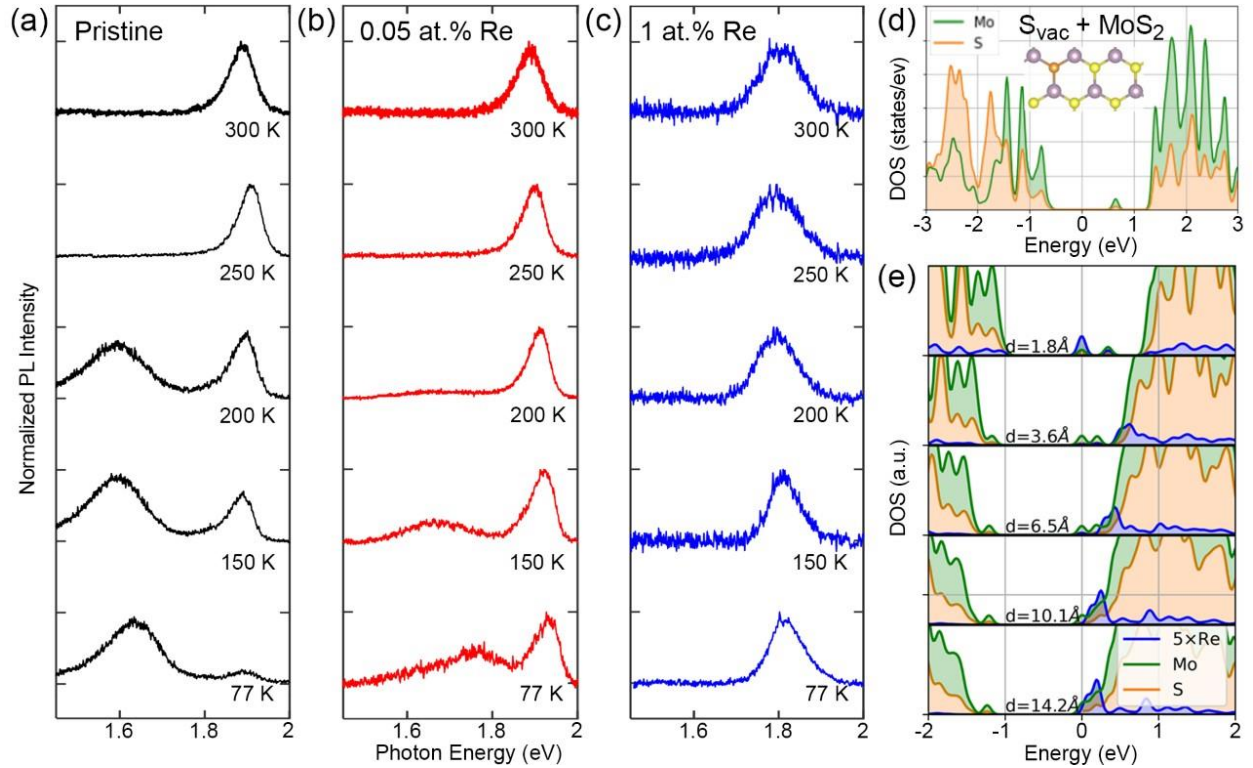 (a)
Pristine
Normalized PL Intensity
300 K
250 K
200 K
150 K
77 K
1.6
1.8
2
(b)
0.05 at.% Re
300 K
250 K
200 K
150 K
77 K
1.6
1.8
2
Photon Energy (eV)
(c)
1 at.% Re
300 K
250 K
200 K
150 K
77 K
1.6
1.8
2
(d)
Mo
S
Svac + MoS2
DOS (states/ev)
-3
-2
-1
0
1
2
3
Energy (eV)
(e)
d=1.8Å
d=3.6Å
d=6.5Å
d=10.1Å
d=14.2Å
5×Re
Mo
S
DOS (a.u.)
-2
-1
0
1
2
Energy (eV)